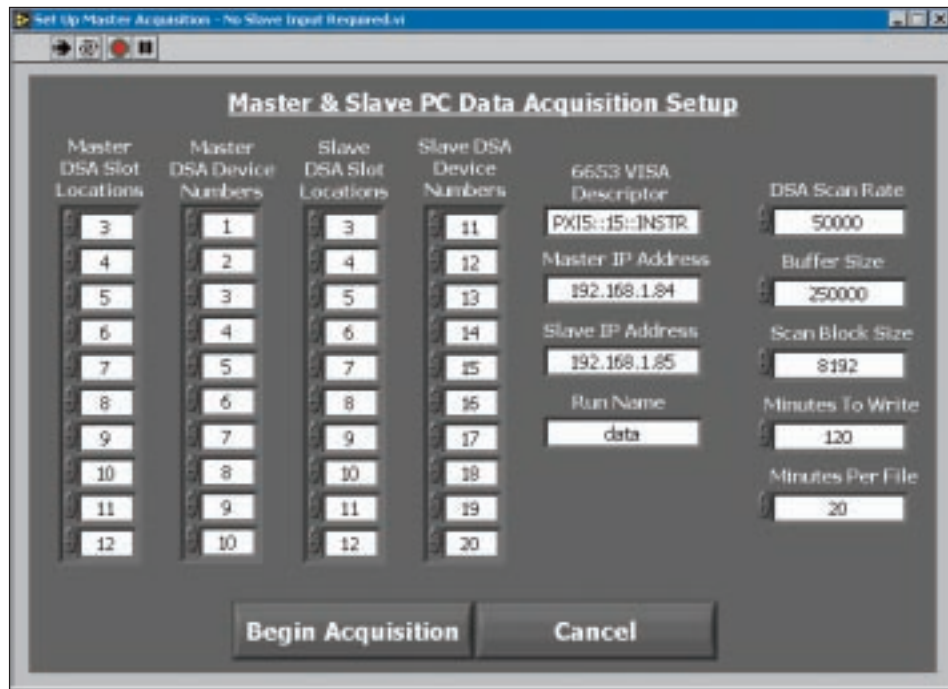 Set Up Master Acquisition - No Slave Input Required.vi
Master & Slave PC Data Acquisition Setup
Master DSA Slot Locations
3
4
5
6
7
8
9
10
11
12
Master DSA Device Numbers
1
2
3
4
5
6
7
8
9
10
Slave DSA Slot Locations
3
4
5
6
7
8
9
10
11
12
Slave DSA Device Numbers
11
12
13
14
15
16
17
18
19
20
6653 VISA Descriptor
PXI5::15::INSTR
Master IP Address
192.168.1.84
Slave IP Address
192.168.1.85
Run Name
data
DSA Scan Rate
50000
Buffer Size
250000
Scan Block Size
8192
Minutes To Write
120
Minutes Per File
20
Begin Acquisition
Cancel